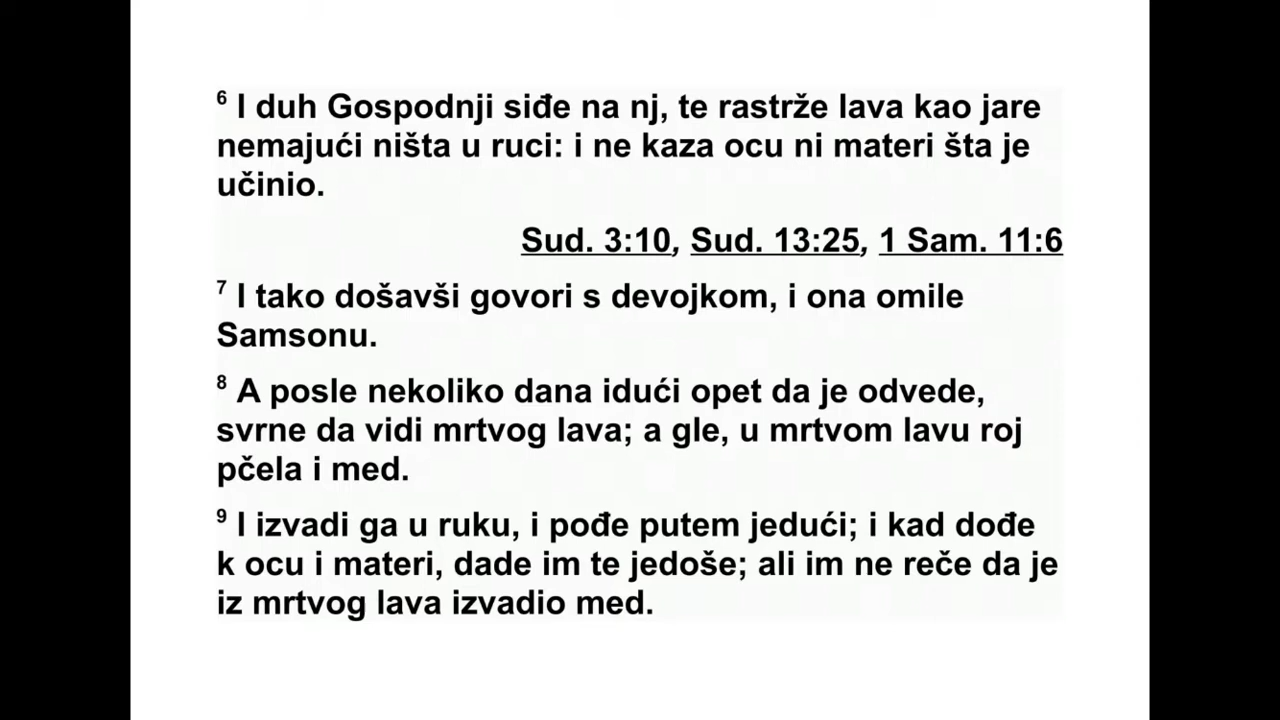 6 I duh Gospodnji siđe na nj, te rastrže lava kao jare
nemajući ništa u ruci: i ne kaza ocu ni materi šta je
učinio.
Sud. 3:10, Sud. 13:25, 1 Sam. 11:6
7 I tako došavši govori s devojkom, i ona omile
Samsonu.
8 A posle nekoliko dana idući opet da je odvede,
svrne da vidi mrtvog lava; a gle, u mrtvom lavu roj
pčela i med.
9 I izvadi ga u ruku, i pođe putem jedući; i kad dođe
k ocu i materi, dade im te jedoše; ali im ne reče da je
iz mrtvog lava izvadio med.